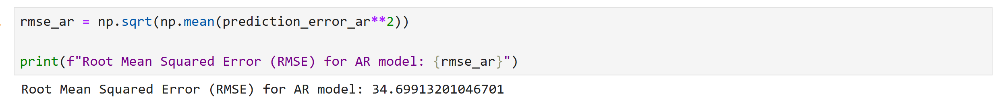 rmse_ar = np.sqrt(np.mean(prediction_error_ar**2))
print(f"Root Mean Squared Error (RMSE) for AR model: {rmse_ar}")
Root Mean Squared Error (RMSE) for AR model: 34.69913201046701